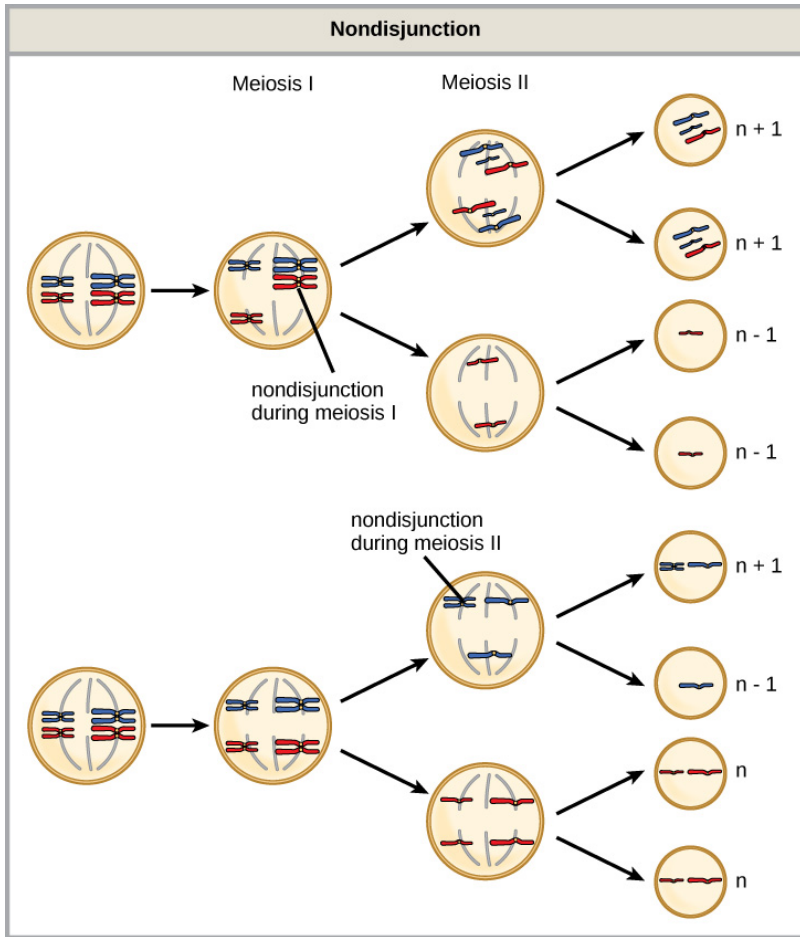 Nondisjunction
Meiosis I
Meiosis II
n + 1
n + 1
n - 1
nondisjunction
during meiosis I
n - 1
nondisjunction
during meiosis II
n + 1
n - 1
n
n